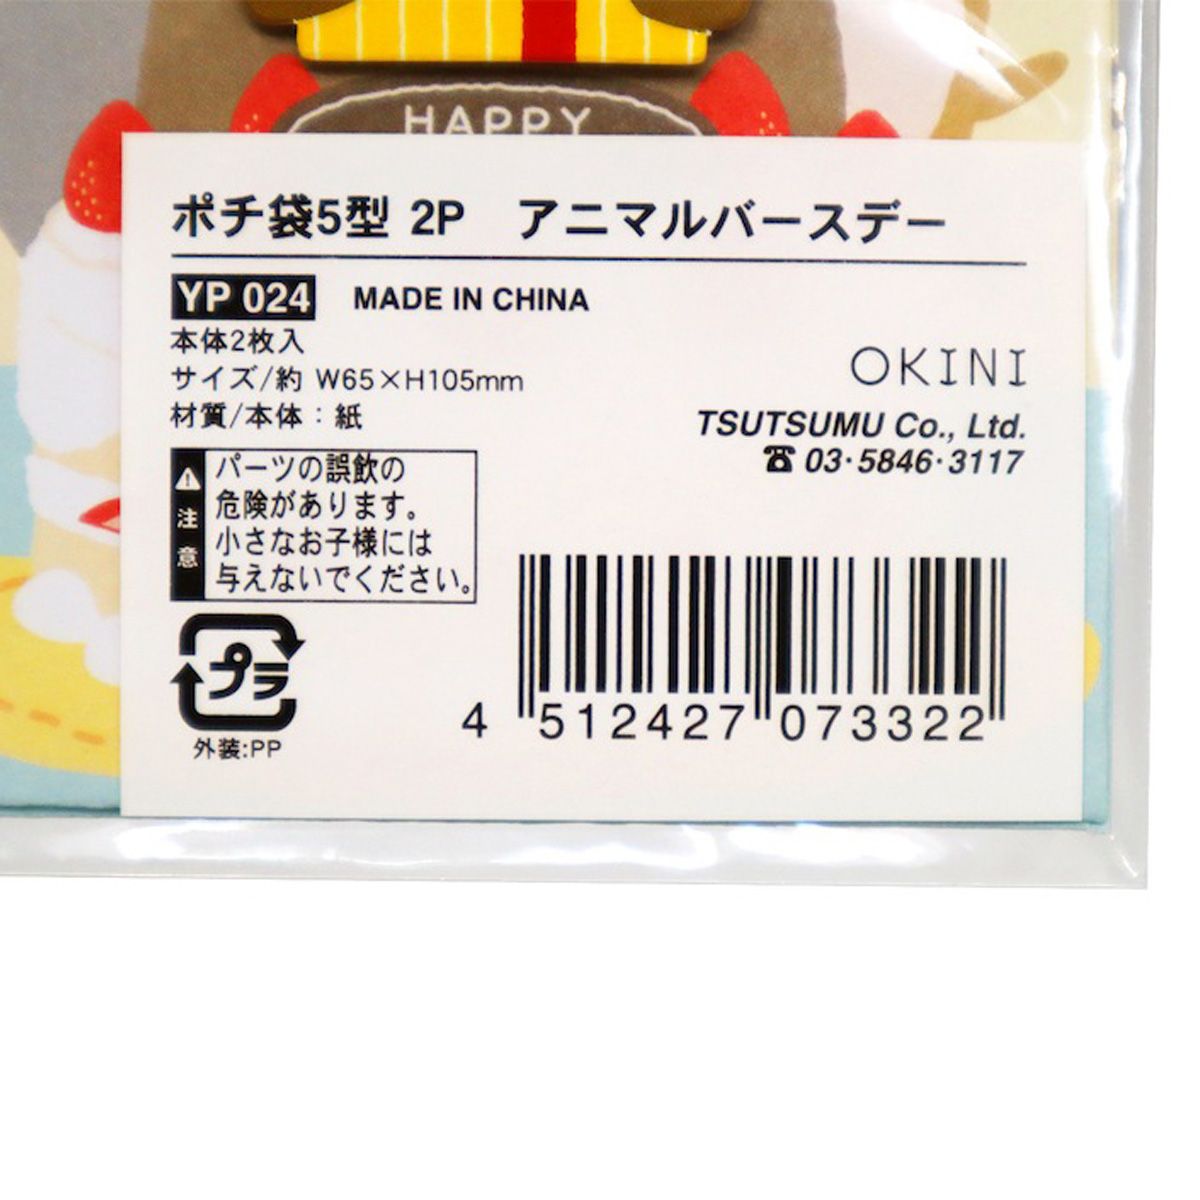 HAPPY
ポチ袋5型 2P　アニマルバースデー
YP 024 MADE IN CHINA
本体2枚入
サイズ/約 W65×H105mm
材質/本体：紙
OKINI
TSUTSUMU Co., Ltd.
☎ 03·5846·3117
注意
パーツの誤飲の
危険があります。
小さなお子様には
与えないでください。
プラ
外装:PP
4 512427 073322